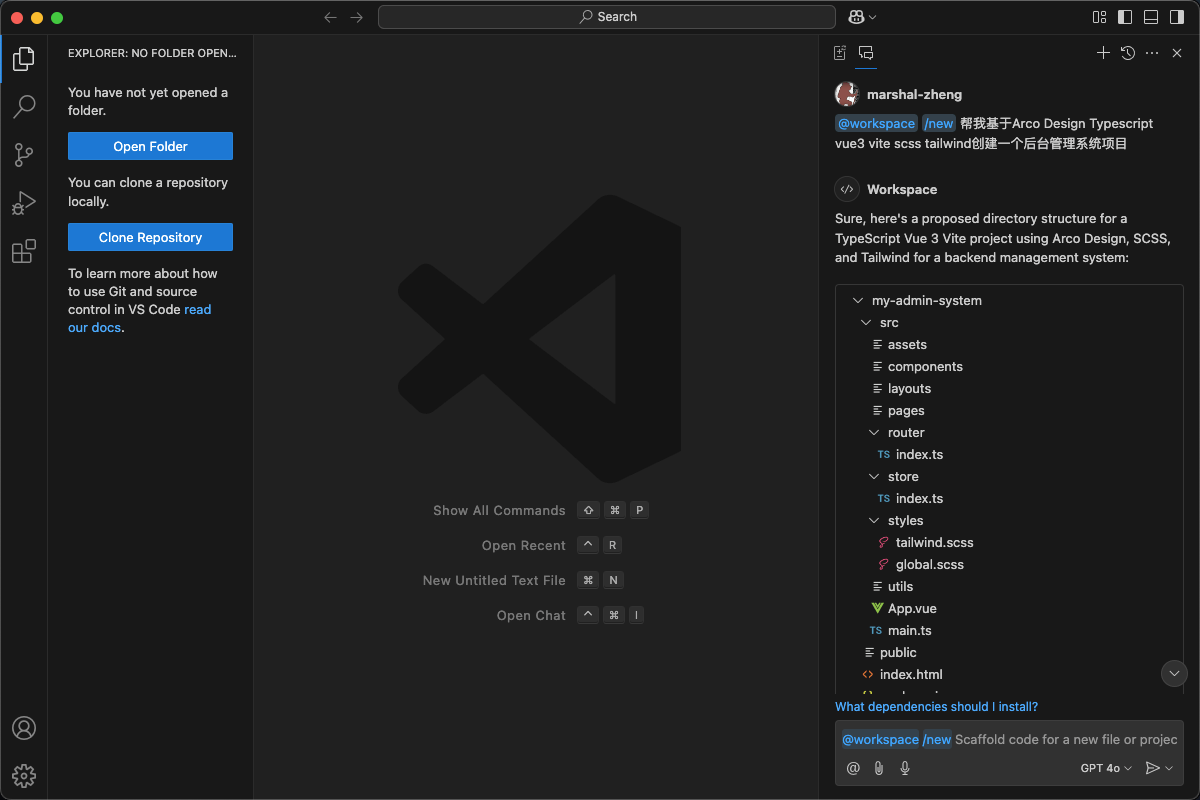 Search
EXPLORER: NO FOLDER OPEN...
You have not yet opened a
folder.
Open Folder
You can clone a repository
locally.
Clone Repository
To learn more about how
to use Git and source
control in VS Code read
our docs.
Show All Commands ⇧ ⌘ P
Open Recent ⌃ R
New Untitled Text File ⌘ N
Open Chat ⌃ ⌘ I
marshal-zheng
@workspace /new 帮我基于Arco Design Typescript
vue3 vite scss tailwind创建一个后台管理系统项目
Workspace
Sure, here's a proposed directory structure for a
TypeScript Vue 3 Vite project using Arco Design, SCSS,
and Tailwind for a backend management system:
my-admin-system
src
assets
components
layouts
pages
router
TS index.ts
store
TS index.ts
styles
tailwind.scss
global.scss
utils
App.vue
TS main.ts
public
index.html
What dependencies should I install?
@workspace /new Scaffold code for a new file or projec
GPT 4o